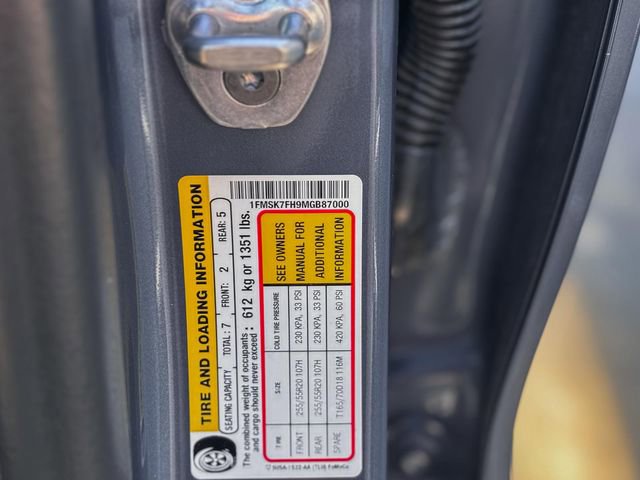 1FMSK7FH9MGB87000
TIRE AND LOADING INFORMATION
SEATING CAPACITY TOTAL: 7 FRONT: 2 REAR: 5
The combined weight of occupants and cargo should never exceed: 612 kg or 1351 lbs.
TIRE SIZE COLD TIRE PRESSURE SEE OWNERS
FRONT 255/55R20 107H 230 KPA, 33 PSI MANUAL FOR
REAR 255/55R20 107H 230 KPA, 33 PSI ADDITIONAL
SPARE T165/70D18 116M 420 KPA, 60 PSI INFORMATION